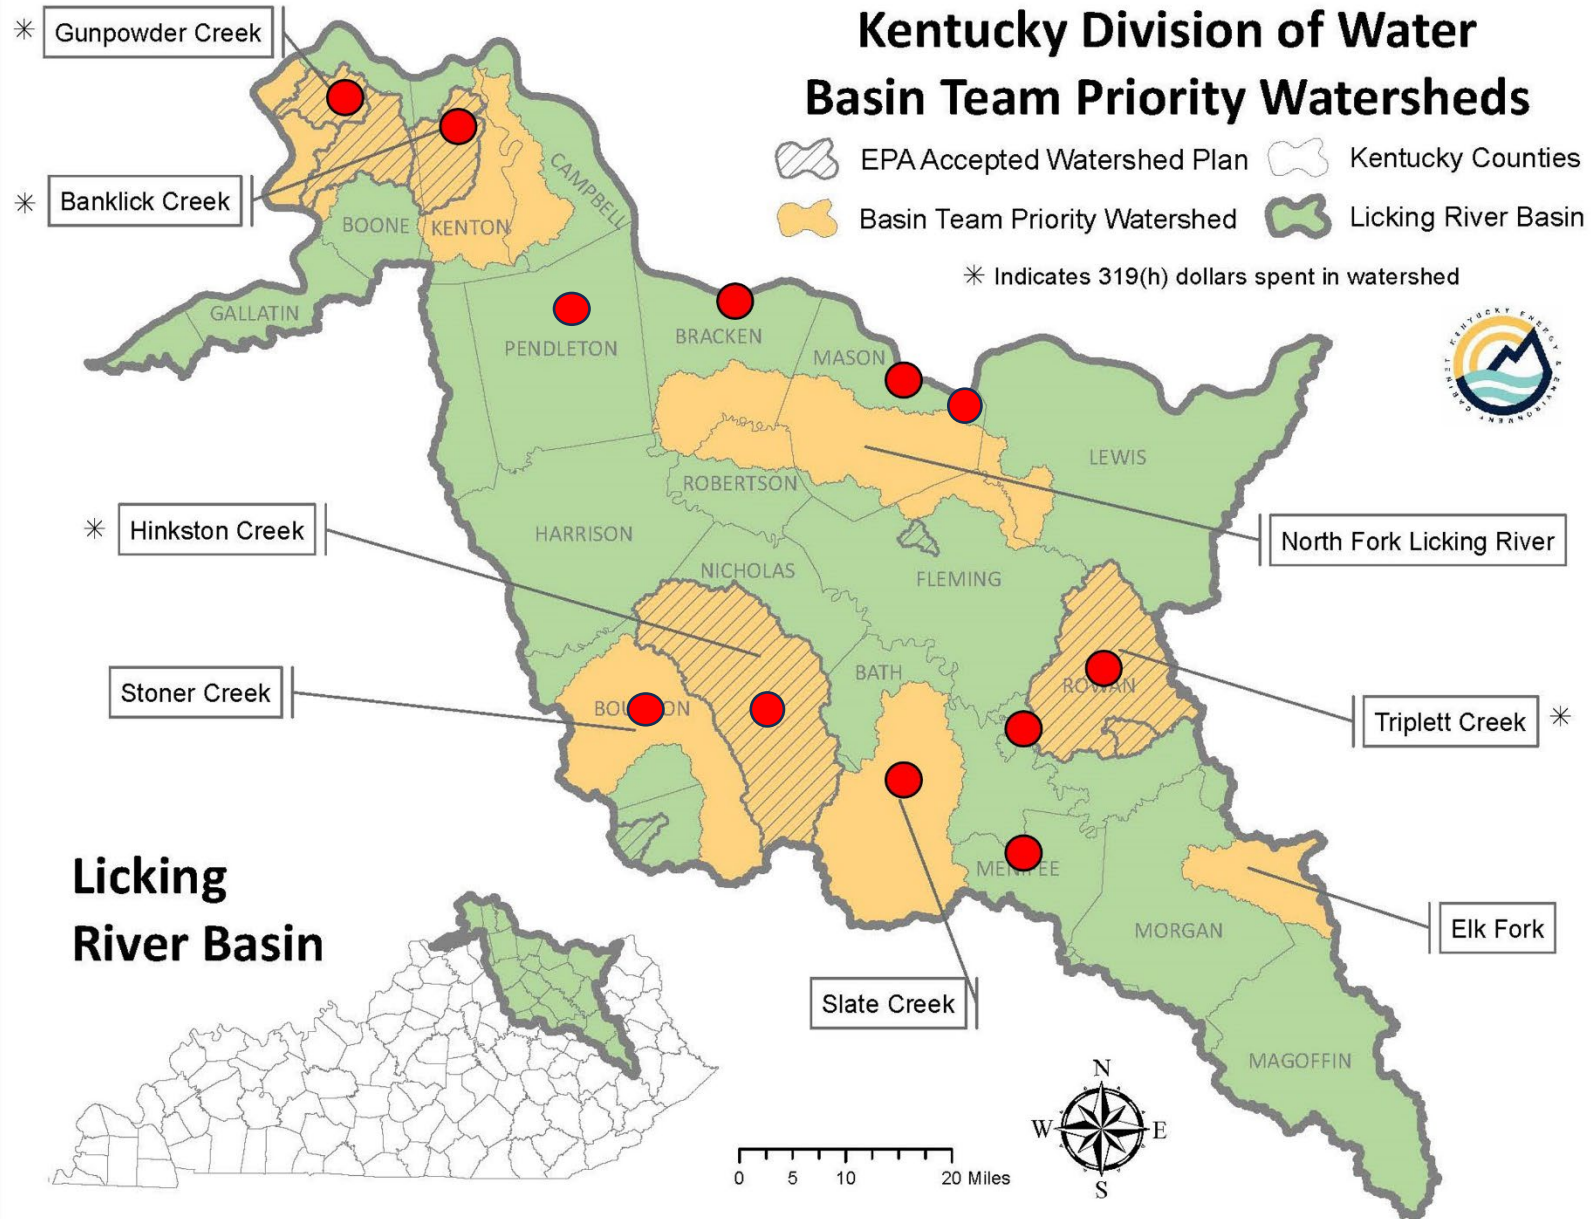 Kentucky Division of Water
Basin Team Priority Watersheds
EPA Accepted Watershed Plan
Kentucky Counties
Basin Team Priority Watershed
Licking River Basin
✳ Indicates 319(h) dollars spent in watershed
✳ Gunpowder Creek
✳ Banklick Creek
CAMPBELL
BOONE
KENTON
GALLATIN
PENDLETON
BRACKEN
MASON
LEWIS
ROBERTSON
✳ Hinkston Creek
HARRISON
North Fork Licking River
NICHOLAS
FLEMING
Stoner Creek
BATH
ROWAN
Triplett Creek ✳
Licking
River Basin
MORGAN
Elk Fork
Slate Creek
MAGOFFIN
N
W
E
S
0 5 10 20 Miles